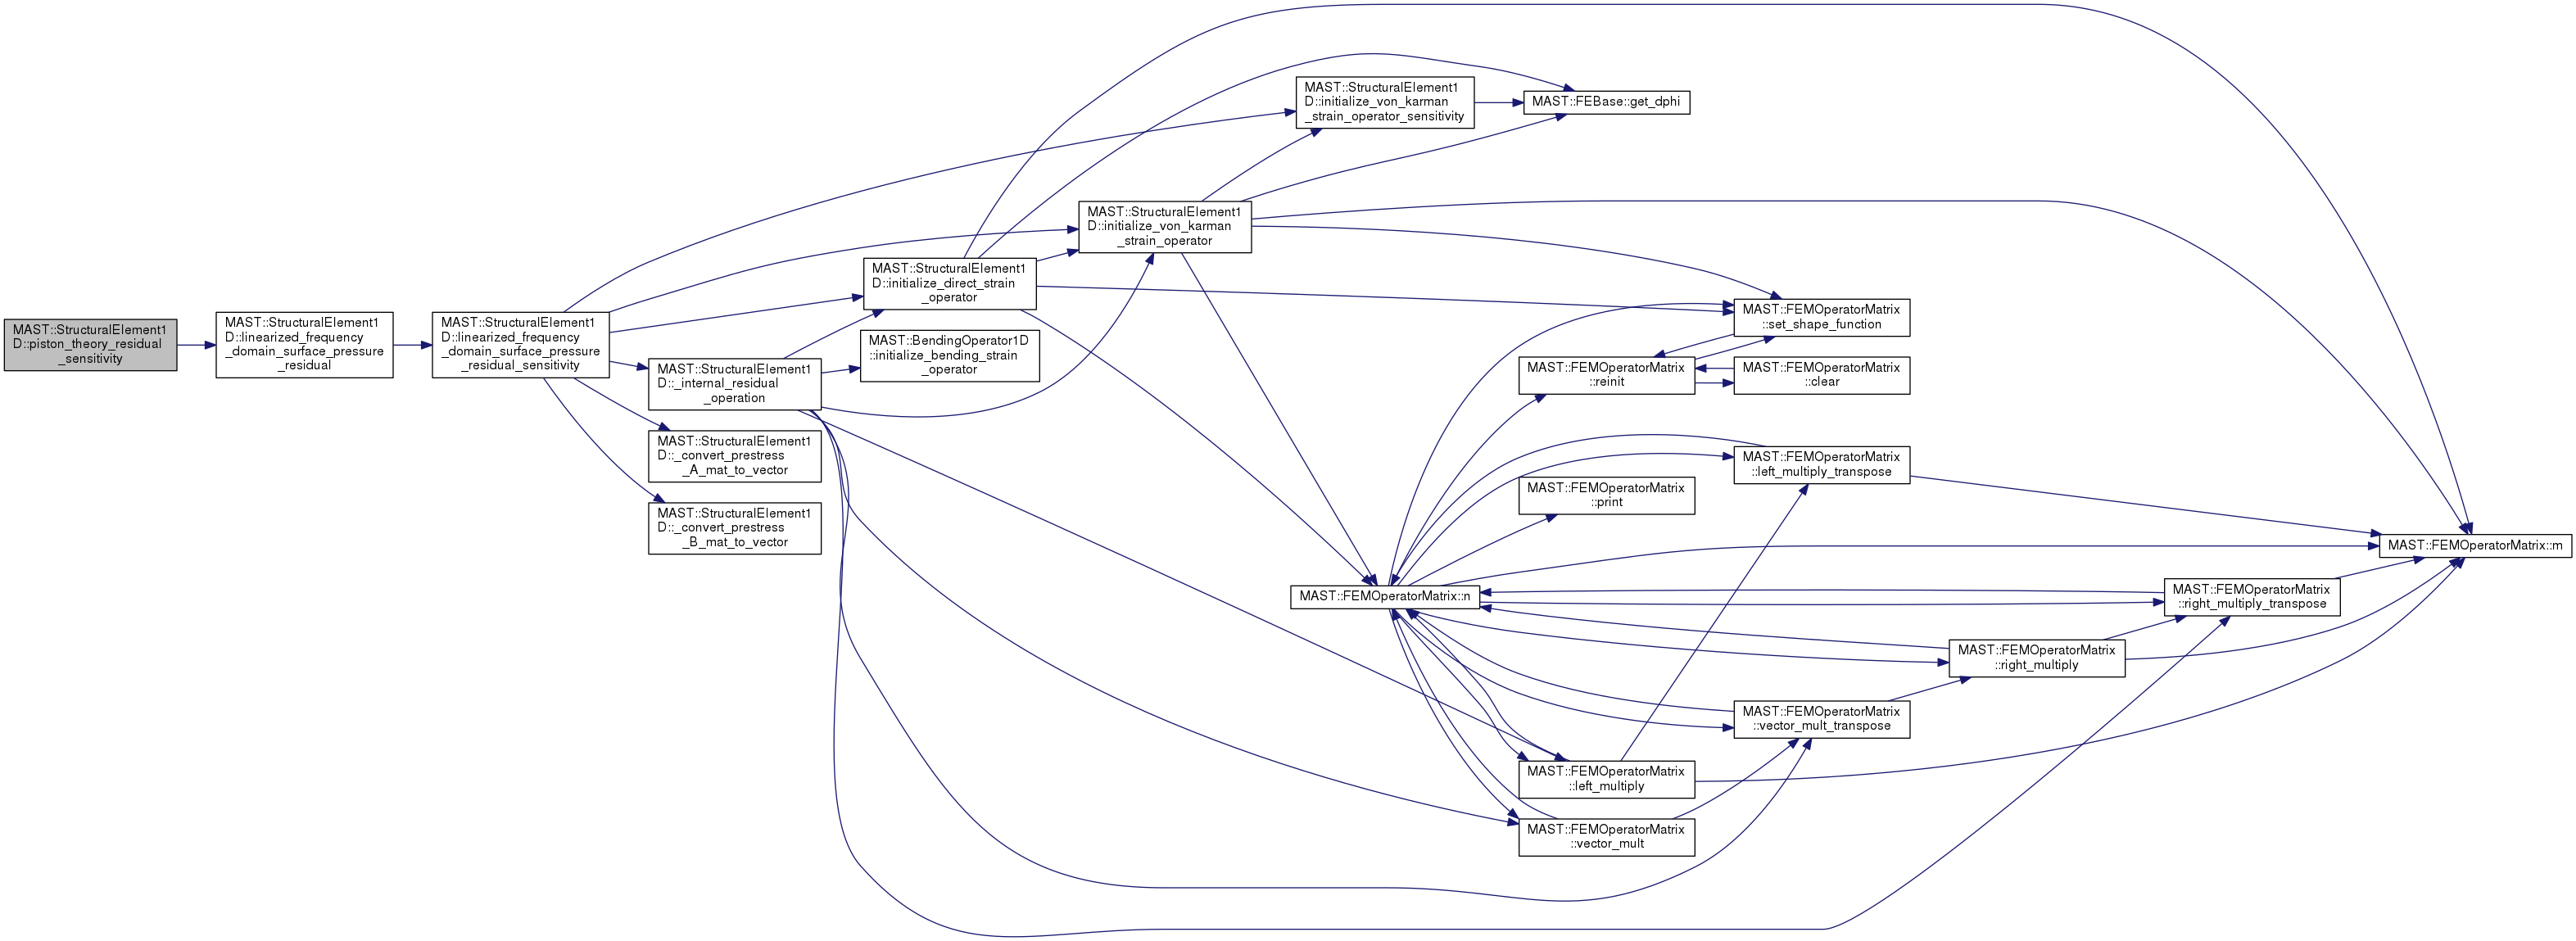 MAST::StructuralElement1
D::piston_theory_residual
_sensitivity
MAST::StructuralElement1
D::linearized_frequency
_domain_surface_pressure
_residual
MAST::StructuralElement1
D::linearized_frequency
_domain_surface_pressure
_residual_sensitivity
MAST::StructuralElement1
D::_internal_residual
_operation
MAST::StructuralElement1
D::_convert_prestress
_A_mat_to_vector
MAST::StructuralElement1
D::_convert_prestress
_B_mat_to_vector
MAST::StructuralElement1
D::initialize_direct_strain
_operator
MAST::BendingOperator1D
::initialize_bending_strain
_operator
MAST::StructuralElement1
D::initialize_von_karman
_strain_operator
MAST::StructuralElement1
D::initialize_von_karman
_strain_operator_sensitivity
MAST::FEMOperatorMatrix::n
MAST::FEBase::get_dphi
MAST::FEMOperatorMatrix
::reinit
MAST::FEMOperatorMatrix
::print
MAST::FEMOperatorMatrix
::left_multiply
MAST::FEMOperatorMatrix
::vector_mult
MAST::FEMOperatorMatrix
::set_shape_function
MAST::FEMOperatorMatrix
::clear
MAST::FEMOperatorMatrix
::left_multiply_transpose
MAST::FEMOperatorMatrix
::vector_mult_transpose
MAST::FEMOperatorMatrix
::right_multiply
MAST::FEMOperatorMatrix
::right_multiply_transpose
MAST::FEMOperatorMatrix::m